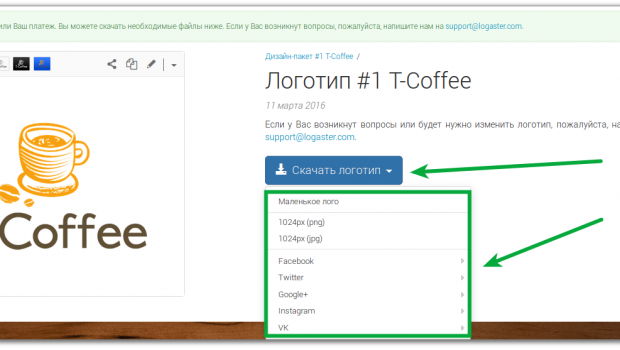 или Ваш платеж. Вы можете скачать необходимые файлы ниже. Если у Вас возникнут вопросы, пожалуйста, напишите нам на support@logaster.com
Дизайн-пакет #1 T-Coffee /
Логотип #1 T-Coffee
11 марта 2016
Если у Вас возникнут вопросы или будет нужно изменить логотип, пожалуйста, на
support@logaster.com.
Coffee
Скачать логотип
Маленькое лого
1024px (png)
1024px (jpg)
Facebook
Twitter
Google+
Instagram
VK